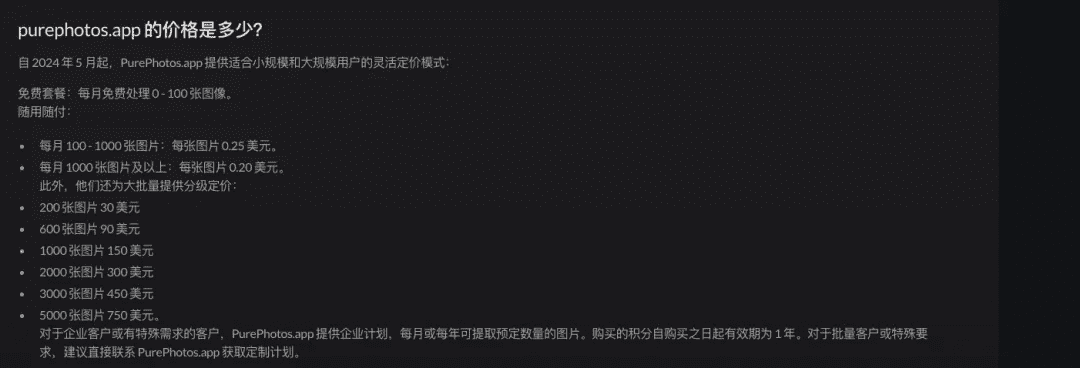 purephotos.app 的价格是多少？
自 2024 年 5 月起，PurePhotos.app 提供适合小规模和大规模用户的灵活定价模式：
免费套餐：每月免费处理 0 - 100 张图像。
随用随付：
• 每月 100 - 1000 张图片：每张图片 0.25 美元。
• 每月 1000 张图片及以上：每张图片 0.20 美元。
此外，他们还为大批量提供分级定价：
• 200 张图片 30 美元
• 600 张图片 90 美元
• 1000 张图片 150 美元
• 2000 张图片 300 美元
• 3000 张图片 450 美元
• 5000 张图片 750 美元。
对于企业客户或有特殊需求的客户，PurePhotos.app 提供企业计划，每月或每年可提取预定数量的图片。购买的积分自购买之日起有效期为 1 年。对于批量客户或特殊要
求，建议直接联系 PurePhotos.app 获取定制计划。